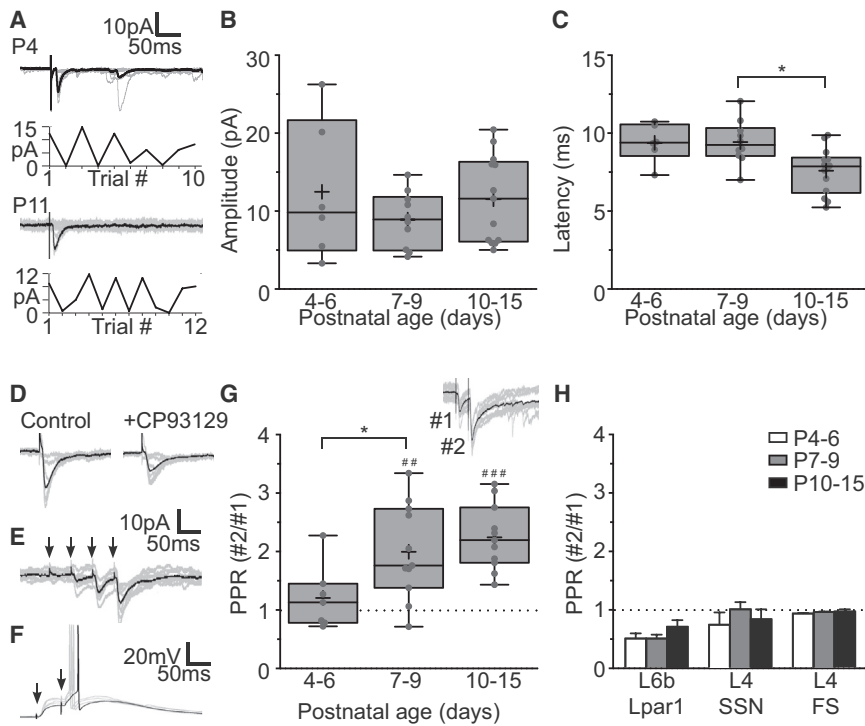 A
10pA
50ms
P4
15
pA
0
1
Trial #
10
P11
12
pA
0
1
Trial #
12
B
30
20
10
0
Amplitude (pA)
4-6
7-9
10-15
Postnatal age (days)
C
15
10
5
0
Latency (ms)
*
4-6
7-9
10-15
Postnatal age (days)
D
Control
+CP93129
10pA
50ms
E
F
20mV
50ms
G
#1
#2
4
3
2
1
0
PPR (#2/#1)
*
##
###
4-6
7-9
10-15
Postnatal age (days)
H
P4-6
P7-9
P10-15
4
3
2
1
0
PPR (#2/#1)
L6b
Lpar1
L4
SSN
L4
FS